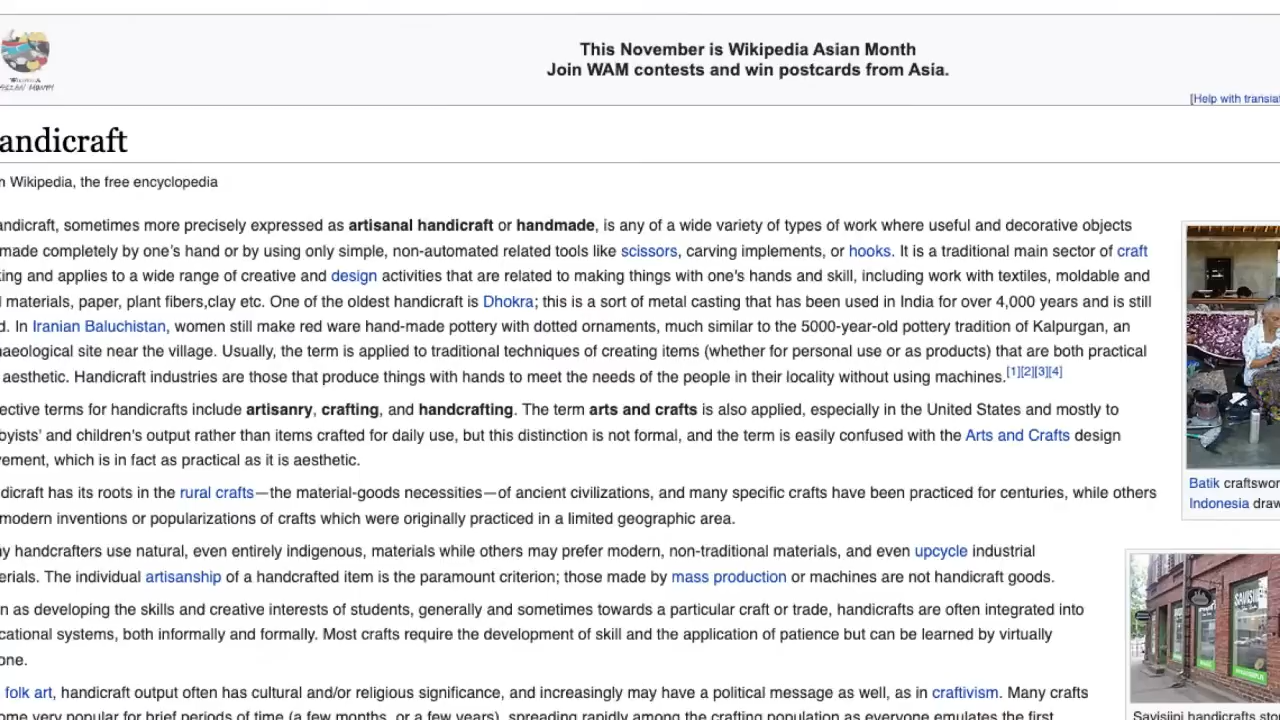 This November is Wikipedia Asian Month
Join WAM contests and win postcards from Asia.
[Help with translat
andicraft
Wikipedia, the free encyclopedia
andicraft, sometimes more precisely expressed as artisanal handicraft or handmade, is any of a wide variety of types of work where useful and decorative objects
made completely by one’s hand or by using only simple, non-automated related tools like scissors, carving implements, or hooks. It is a traditional main sector of craft
king and applies to a wide range of creative and design activities that are related to making things with one’s hands and skill, including work with textiles, moldable and
materials, paper, plant fibers,clay etc. One of the oldest handicraft is Dhokra; this is a sort of metal casting that has been used in India for over 4,000 years and is still
d. In Iranian Baluchistan, women still make red ware hand-made pottery with dotted ornaments, much similar to the 5000-year-old pottery tradition of Kalpurgan, an
aeological site near the village. Usually, the term is applied to traditional techniques of creating items (whether for personal use or as products) that are both practical
aesthetic. Handicraft industries are those that produce things with hands to meet the needs of the people in their locality without using machines.[1][2][3][4]
ective terms for handicrafts include artisanry, crafting, and handcrafting. The term arts and crafts is also applied, especially in the United States and mostly to
byists’ and children’s output rather than items crafted for daily use, but this distinction is not formal, and the term is easily confused with the Arts and Crafts design
ement, which is in fact as practical as it is aesthetic.
dicraft has its roots in the rural crafts—the material-goods necessities—of ancient civilizations, and many specific crafts have been practiced for centuries, while others
modern inventions or popularizations of crafts which were originally practiced in a limited geographic area.
y handcrafters use natural, even entirely indigenous, materials while others may prefer modern, non-traditional materials, and even upcycle industrial
erials. The individual artisanship of a handcrafted item is the paramount criterion; those made by mass production or machines are not handicraft goods.
n as developing the skills and creative interests of students, generally and sometimes towards a particular craft or trade, handicrafts are often integrated into
cational systems, both informally and formally. Most crafts require the development of skill and the application of patience but can be learned by virtually
one.
folk art, handicraft output often has cultural and/or religious significance, and increasingly may have a political message as well, as in craftivism. Many crafts
ome very popular for brief periods of time (a few months, or a few years), spreading rapidly among the crafting population as everyone emulates the first
Batik craftswor
Indonesia draw
Savisiipi handicrafts sto